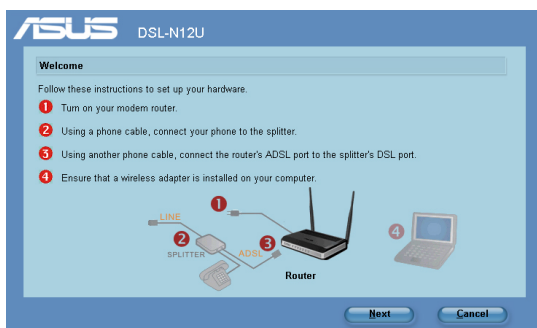 ASUS DSL-N12U
Welcome
Follow these instructions to set up your hardware.
1 Turn on your modem router.
2 Using a phone cable, connect your phone to the splitter.
3 Using another phone cable, connect the router's ADSL port to the splitter's DSL port.
4 Ensure that a wireless adapter is installed on your computer.
1
LINE
2
3
4
SPLITTER
ADSL
Router
Next Cancel